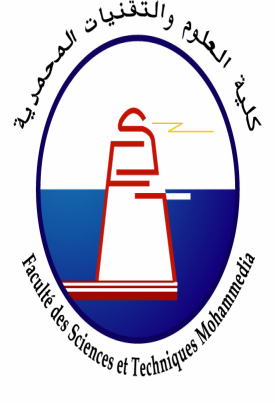 كلية العلوم والتقنيات المحمدية
Faculté des Sciences et Techniques Mohammedia